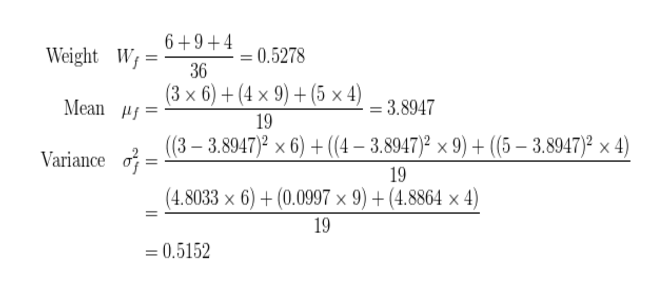 Weight W_f = (6 + 9 + 4) / 36 = 0.5278
Mean μ_f = ((3 × 6) + (4 × 9) + (5 × 4)) / 19 = 3.8947
Variance σ_f^2 = ((3 − 3.8947)² × 6) + ((4 − 3.8947)² × 9) + ((5 − 3.8947)² × 4) / 19
= (4.8033 × 6) + (0.0997 × 9) + (4.8864 × 4) / 19
= 0.5152